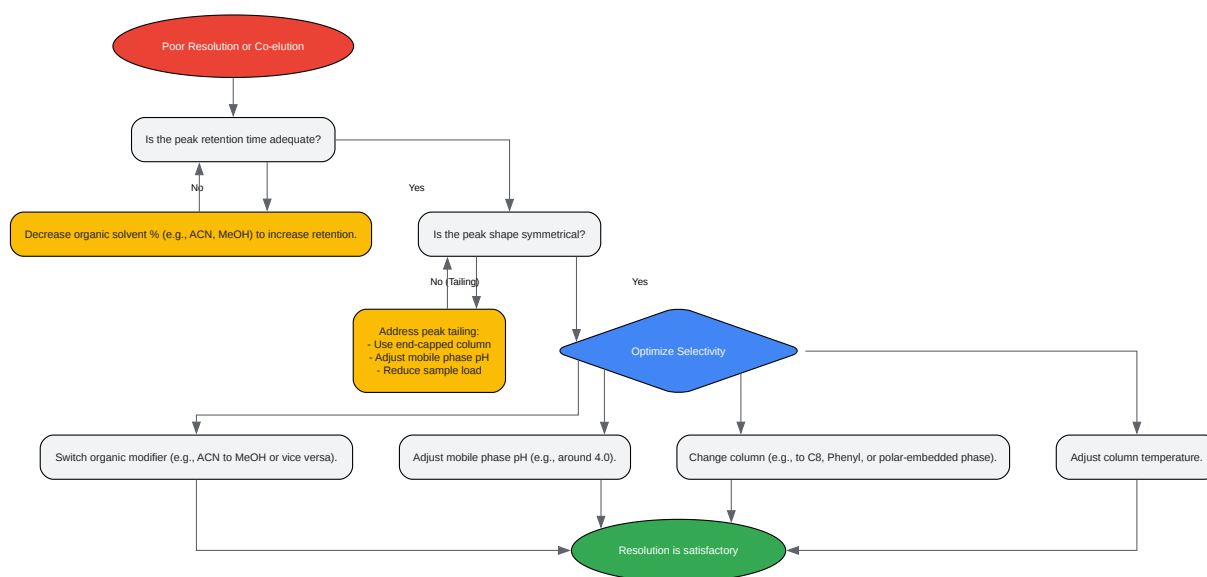 Poor Resolution or Co-elution
Is the peak retention time adequate?
No
Yes
Decrease organic solvent % (e.g., ACN, MeOH) to increase retention.
Is the peak shape symmetrical?
No (Tailing)
Yes
Address peak tailing:
- Use end-capped column
- Adjust mobile phase pH
- Reduce sample load
Optimize Selectivity
Switch organic modifier (e.g., ACN to MeOH or vice versa).
Adjust mobile phase pH (e.g., around 4.0).
Change column (e.g., to C8, Phenyl, or polar-embedded phase).
Adjust column temperature.
Resolution is satisfactory